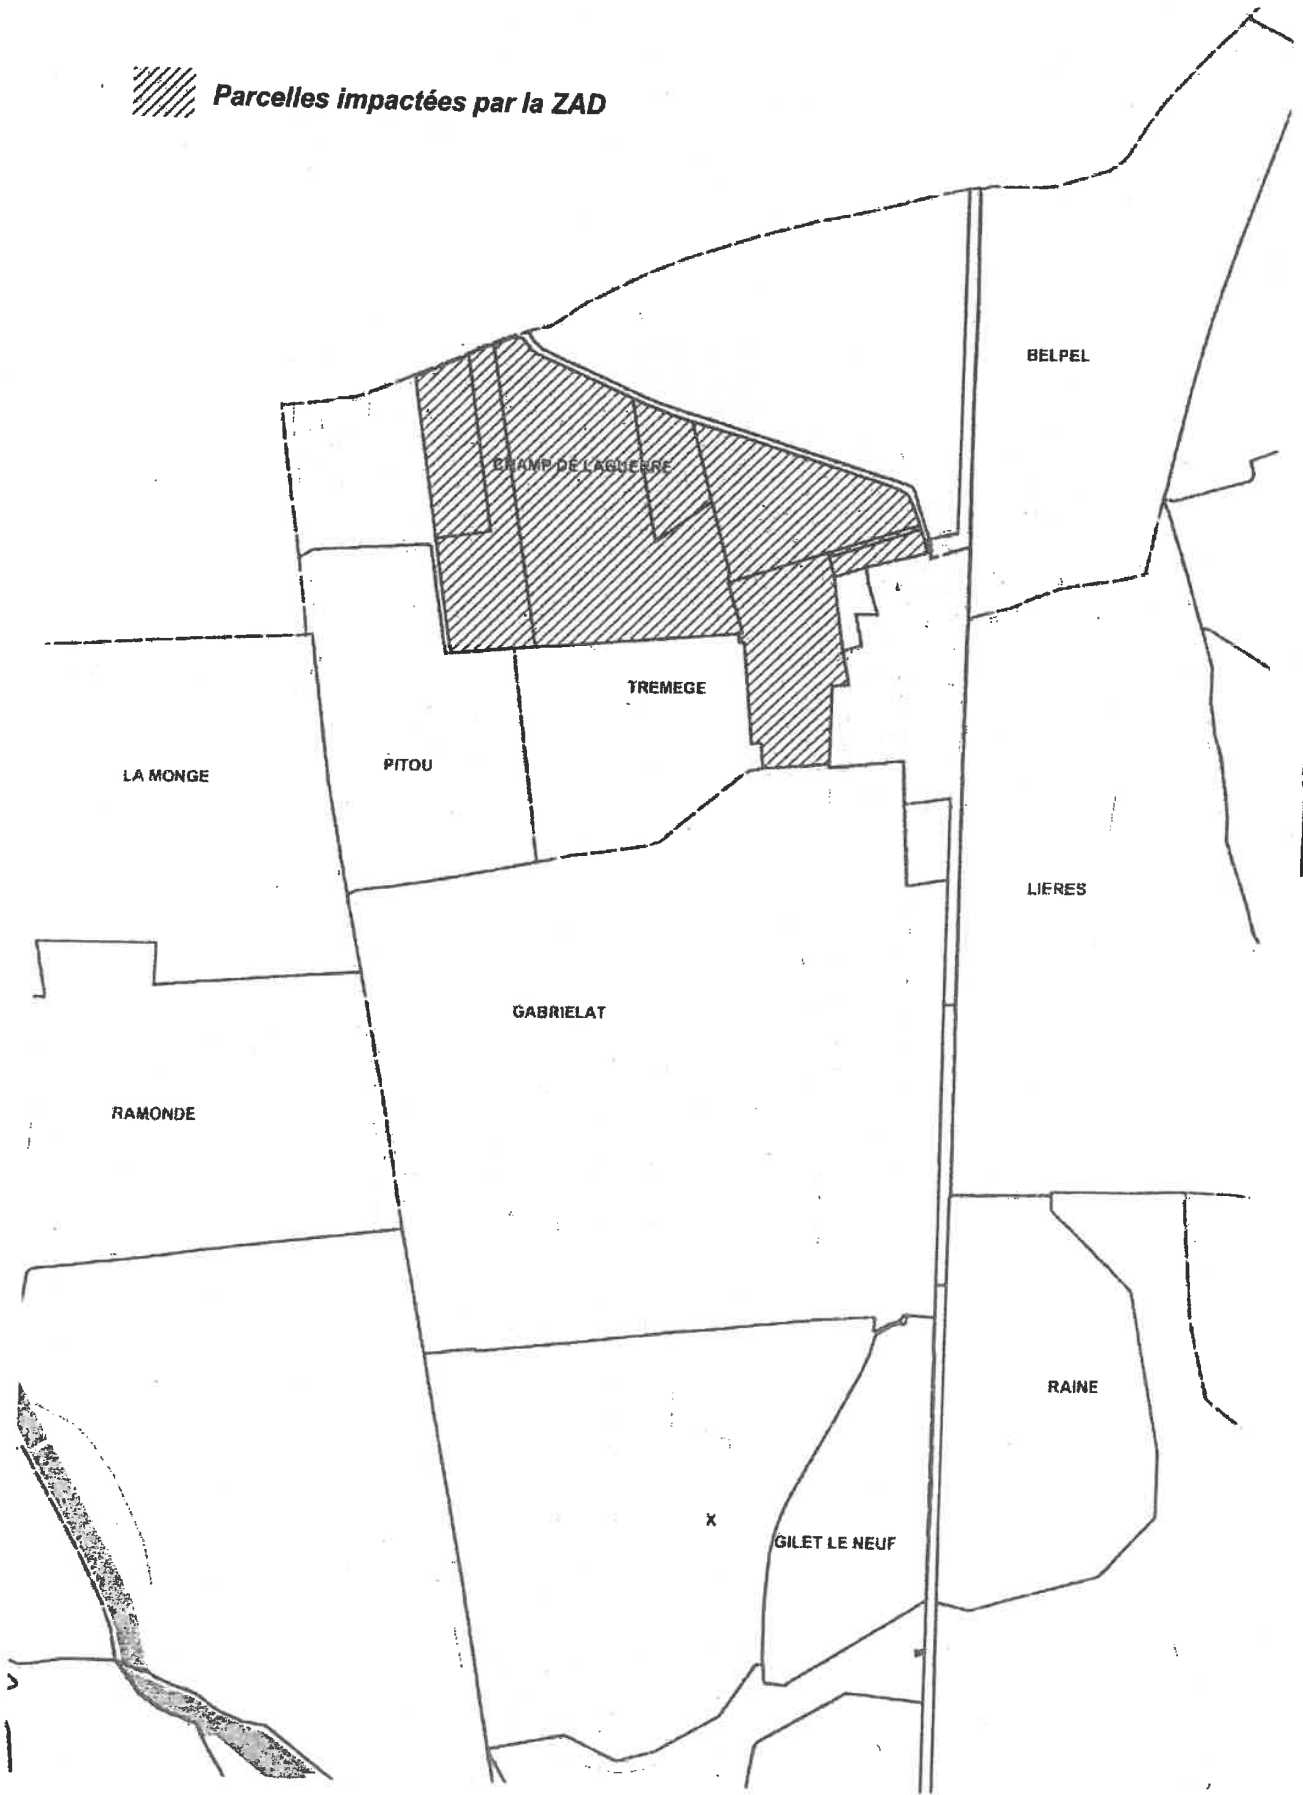 Parcelles impactées par la ZAD
BELPEL
CHAMP DE LAGUERRE
TREMEGE
PITOU
LA MONGE
LIERES
GABRIELAT
RAMONDE
RAINE
X
GILET LE NEUF